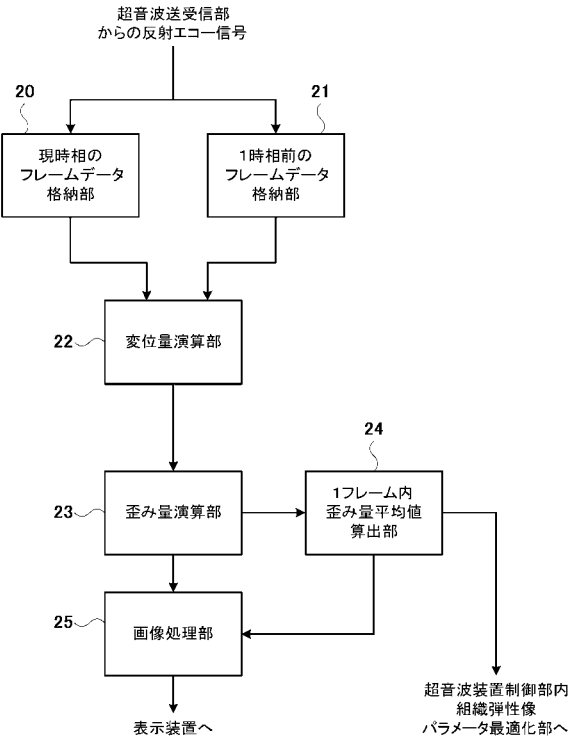 超音波送受信部
からの反射エコー信号
20
21
現時相の
フレームデータ
格納部
1時相前の
フレームデータ
格納部
22
変位量演算部
24
23
歪み量演算部
1フレーム内
歪み量平均値
算出部
25
画像処理部
表示装置へ
超音波装置制御部内
組織弾性像
パラメータ最適化部へ